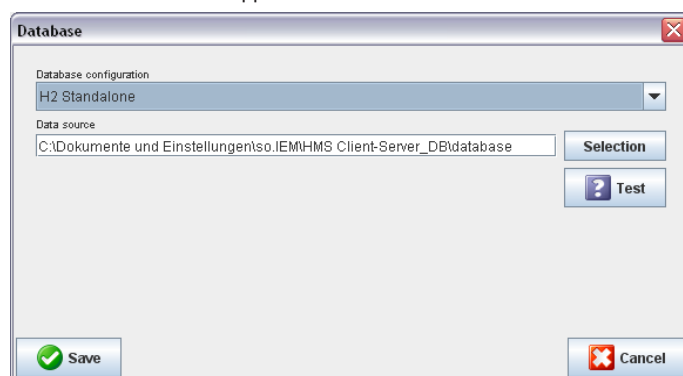 Database
Database configuration
H2 Standalone
Data source
C:\Dokumente und Einstellungen\so.IEM\HMS Client-Server_DB\database
Selection
? Test
Save
Cancel